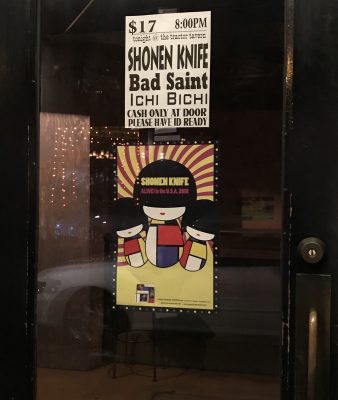 $17 8:00PM
tonight @ the tractor tavern
SHONEN KNIFE
Bad Saint
ICHI BICHI
CASH ONLY AT DOOR
PLEASE HAVE ID READY
SHONEN KNIFE
ALIVE! in the U.S.A. 2018